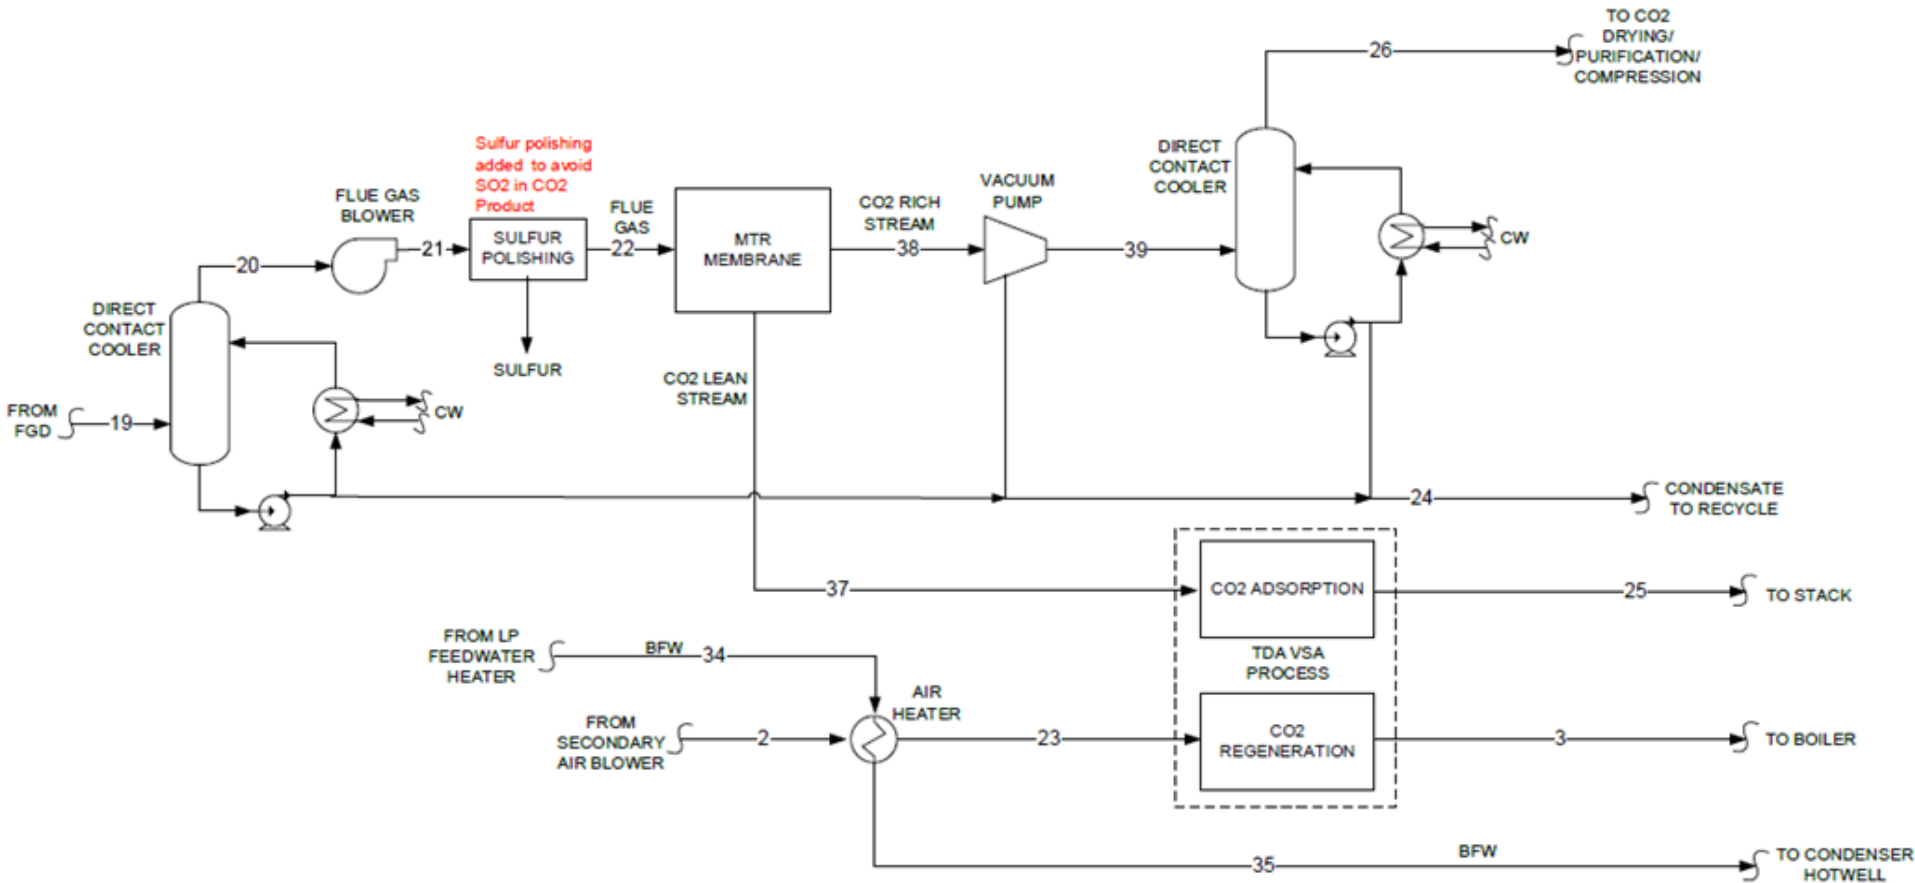 TO CO2
DRYING/
PURIFICATION/
COMPRESSION
26
Sulfur polishing
added to avoid
SO2 in CO2
Product
DIRECT
CONTACT
COOLER
FLUE GAS
BLOWER
FLUE
GAS
CO2 RICH
STREAM
VACUUM
PUMP
20
21
SULFUR
POLISHING
22
MTR
MEMBRANE
38
39
CW
DIRECT
CONTACT
COOLER
SULFUR
CO2 LEAN
STREAM
FROM
FGD
19
CW
24
CONDENSATE
TO RECYCLE
37
CO2 ADSORPTION
25
TO STACK
FROM LP
FEEDWATER
HEATER
BFW
34
TDA VSA
PROCESS
AIR
HEATER
FROM
SECONDARY
AIR BLOWER
2
23
CO2
REGENERATION
3
TO BOILER
35
BFW
TO CONDENSER
HOTWELL